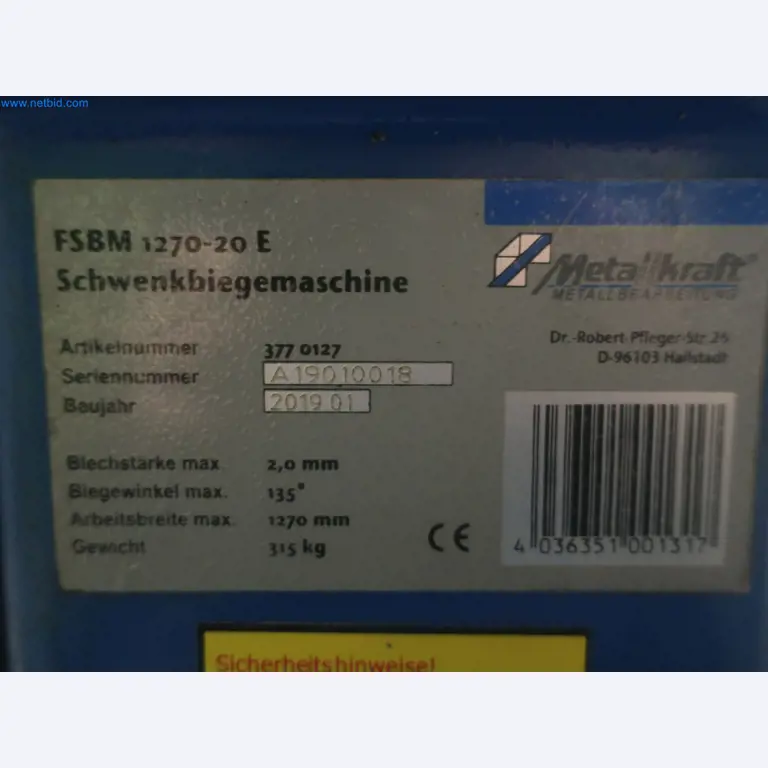 www.netbid.com
FSBM 1270-20 E
Schwenkbiegemaschine
Metallkraft®
METALLBEARBEITUNG
Dr.-Robert-Pfleger-Str.26
D-96103 Hallstadt
Artikelnummer 377 0127
Seriennummer A19010018
Baujahr 2019 01
Blechstärke max. 2,0 mm
Biegewinkel max. 135°
Arbeitsbreite max. 1270 mm
Gewicht 315 kg
CE
4 036351 001317
Sicherheitshinweise!